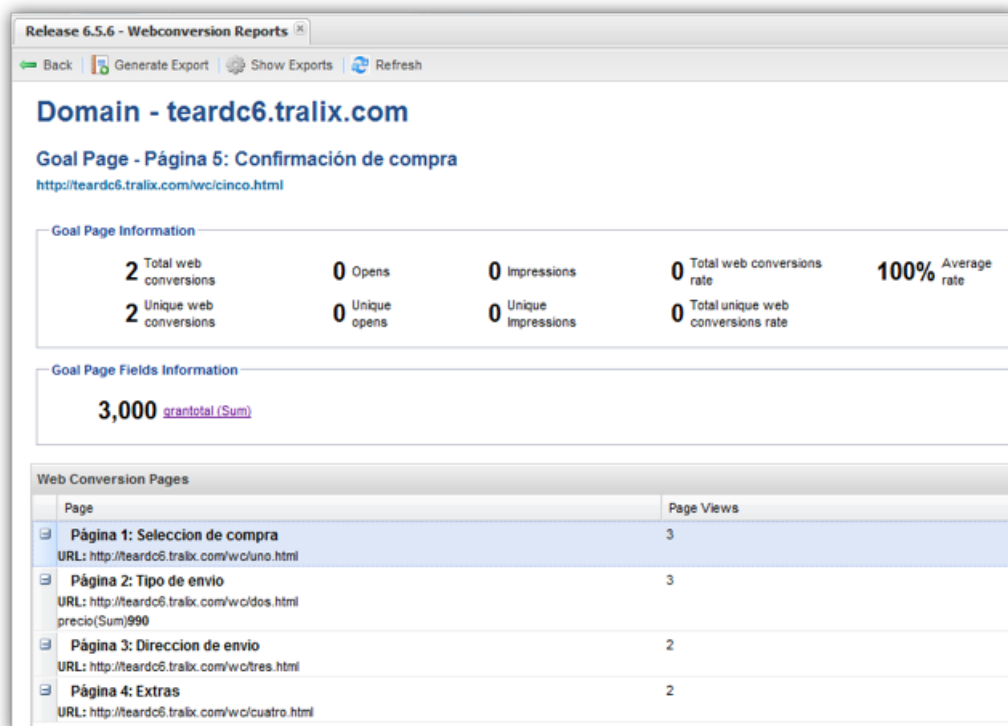 Release 6.5.6 - Webconversion Reports
Back Generate Export Show Exports Refresh
Domain - teardc6.tralix.com
Goal Page - Página 5: Confirmación de compra
http://teardc6.tralix.com/wc/cinco.html
Goal Page Information
2 Total web conversions 0 Opens 0 Impressions 0 Total web conversions rate 100% Average rate
2 Unique web conversions 0 Unique opens 0 Unique Impressions 0 Total unique web conversions rate
Goal Page Fields Information
3,000 grantotal (Sum)
Web Conversion Pages
Page Page Views
Página 1: Seleccion de compra 3
URL: http://teardc6.tralix.com/wc/uno.html
Página 2: Tipo de envio 3
URL: http://teardc6.tralix.com/wc/dos.html
precio(Sum)990
Página 3: Direccion de envio 2
URL: http://teardc6.tralix.com/wc/tres.html
Página 4: Extras 2
URL: http://teardc6.tralix.com/wc/cuatro.html